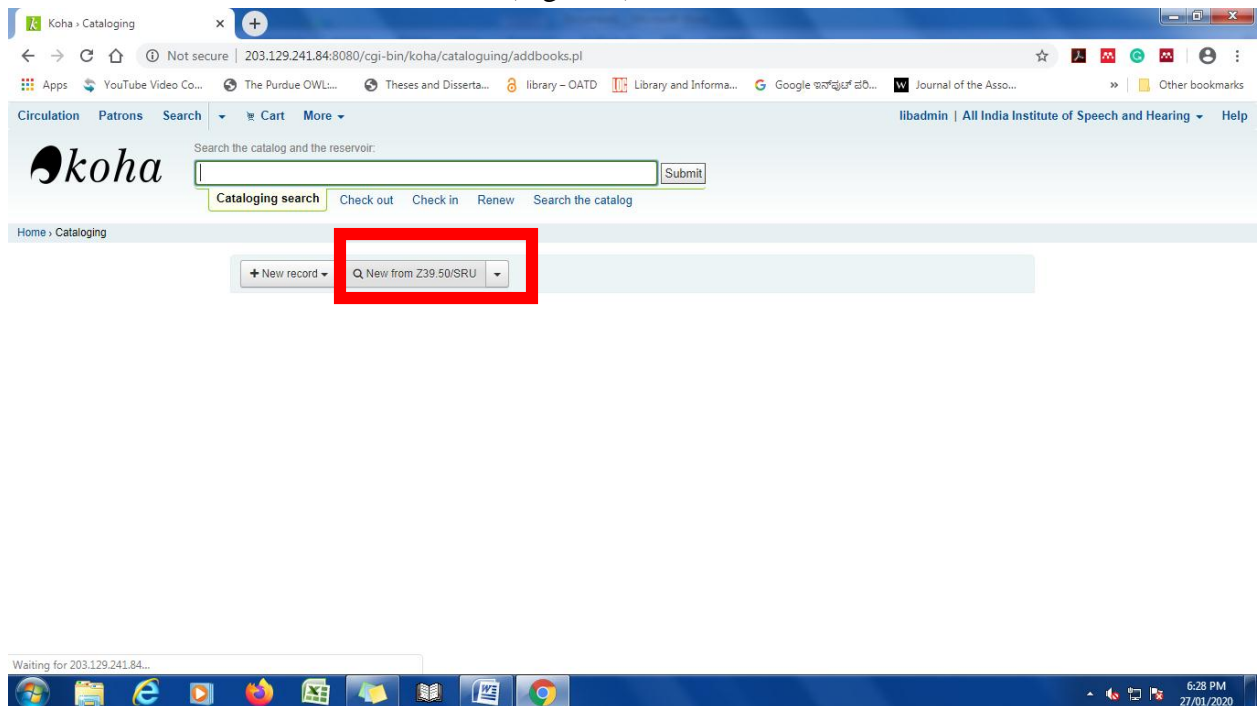 Koha › Cataloging
Not secure | 203.129.241.84:8080/cgi-bin/koha/cataloguing/addbooks.pl
Apps YouTube Video Co... The Purdue OWL:... Theses and Disserta... library – OATD Library and Informa... Google ಇನ್‌ಪುಟ್ ಪರಿ... Journal of the Asso... » Other bookmarks
Circulation Patrons Search Cart More libadmin | All India Institute of Speech and Hearing Help
koha
Search the catalog and the reservoir:
Submit
Cataloging search Check out Check in Renew Search the catalog
Home › Cataloging
+ New record New from Z39.50/SRU
Waiting for 203.129.241.84...
6:28 PM
27/01/2020